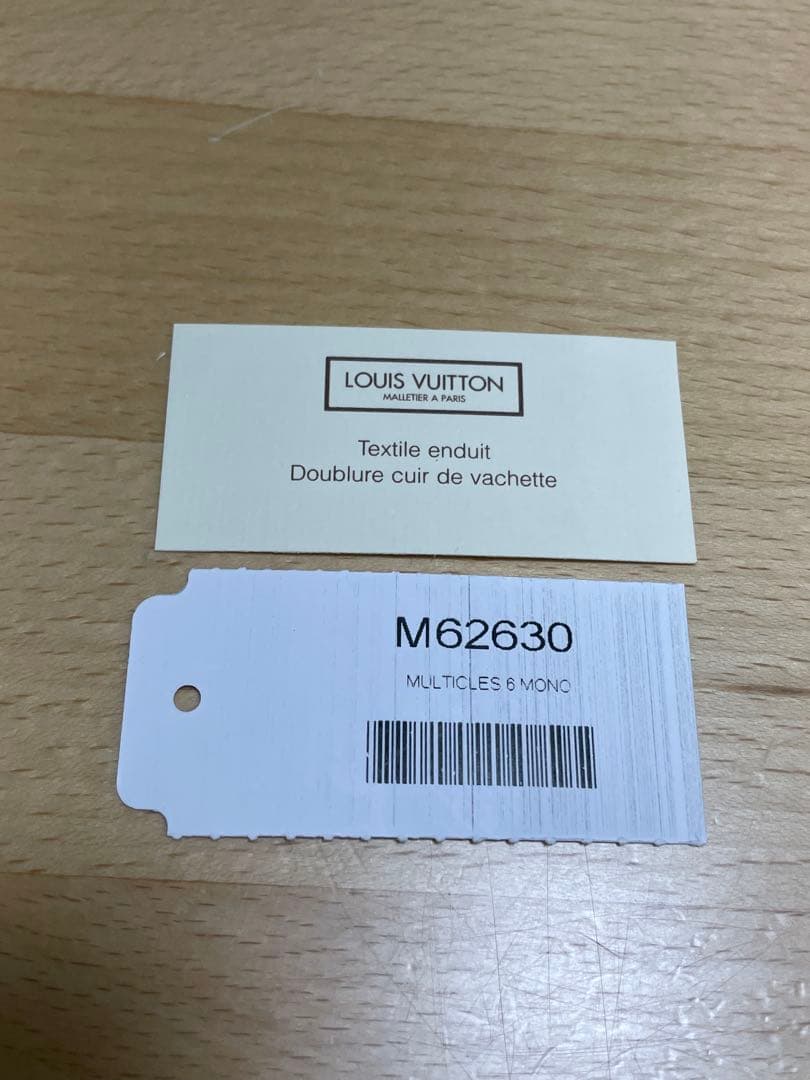 LOUIS VUITTON
MALLETIER A PARIS
Textile enduit
Doublure cuir de vachette
M62630
MULTICLES 6 MONO